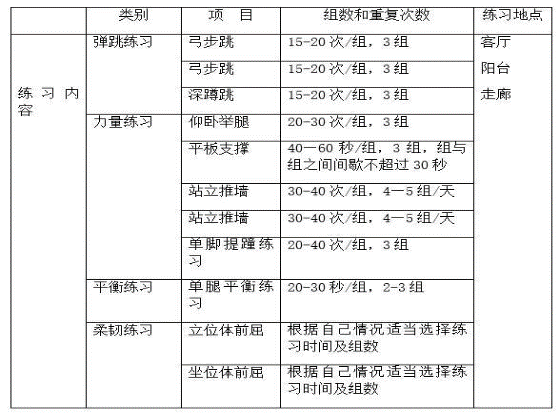 类别 项 目 组数和重复次数 练习地点
练习内容
弹跳练习 弓步跳 15-20 次/组，3 组 客厅
弓步跳 15-20 次/组，3 组 阳台
深蹲跳 15-20 次/组，3 组 走廊
力量练习 仰卧举腿 20-30 次/组，3 组
平板支撑 40—60 秒/组，3 组，组与
组之间间歇不超过 30 秒
站立推墙 30-40 次/组，4—5 组/天
站立推墙 30-40 次/组，4—5 组/天
单脚提踵练
习
20-40 次/组，3 组
平衡练习 单腿平衡练
习
20-30 秒/组，2-3 组
柔韧练习 立位体前屈 根据自己情况适当选择练
习时间及组数
坐位体前屈 根据自己情况适当选择练
习时间及组数